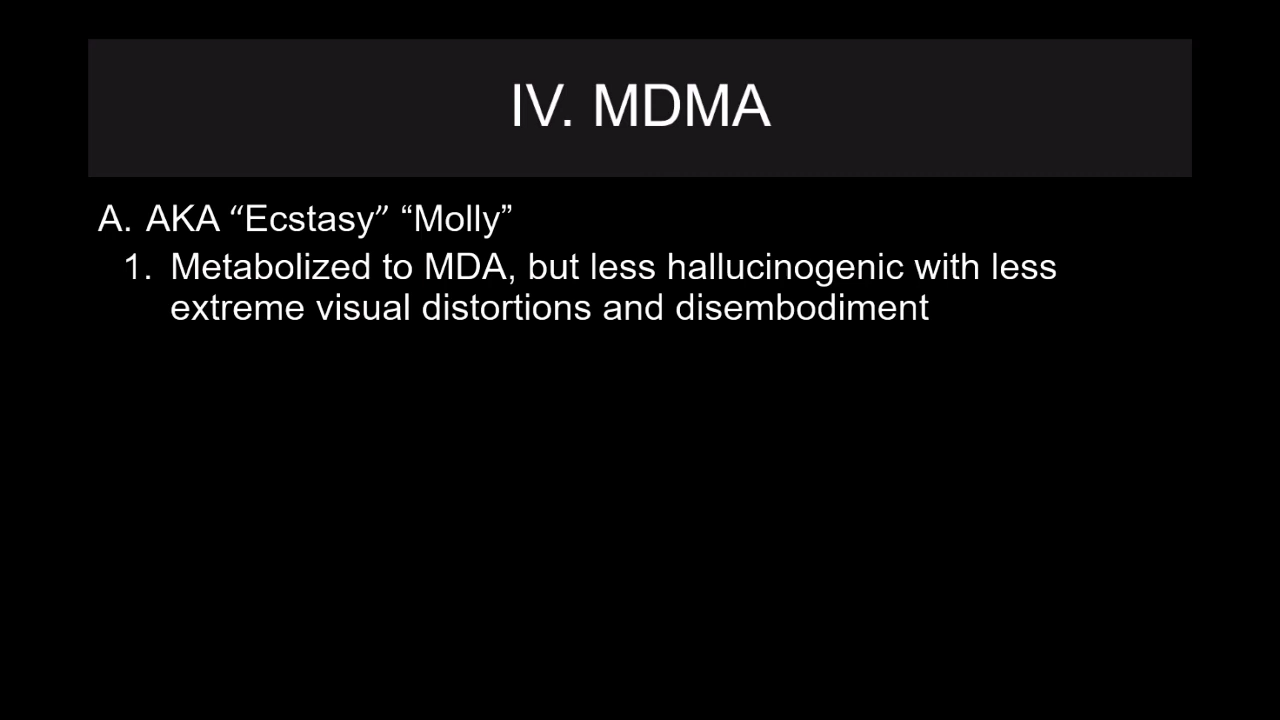 IV. MDMA
A. AKA “Ecstasy” “Molly”
1. Metabolized to MDA, but less hallucinogenic with less
extreme visual distortions and disembodiment